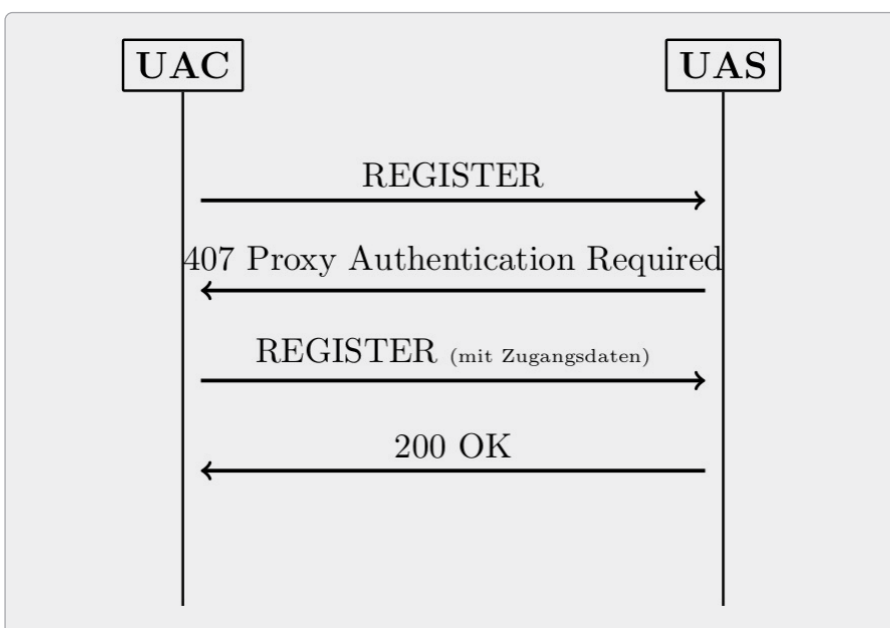 UAC UAS
REGISTER
407 Proxy Authentication Required
REGISTER (mit Zugangsdaten)
200 OK